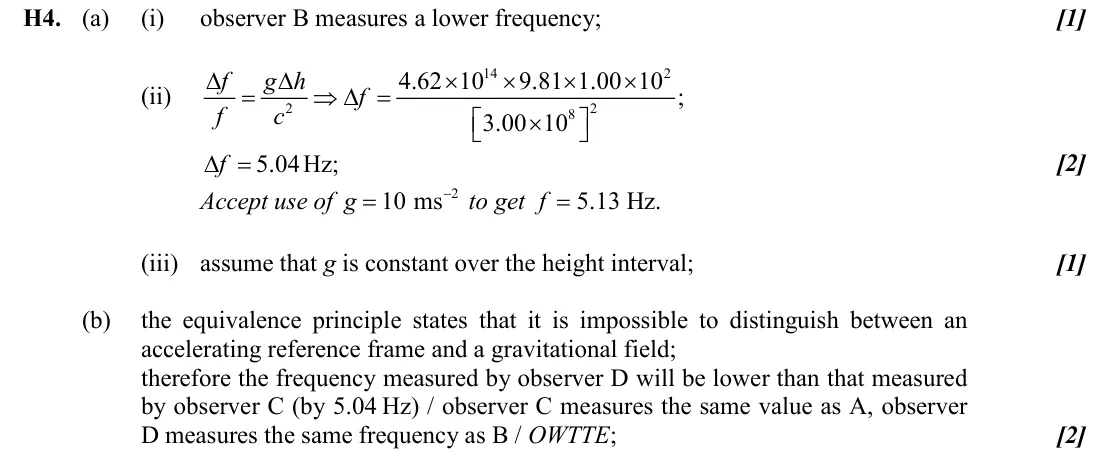 H4. (a) (i) observer B measures a lower frequency; [1]
(ii) Δf/f = gΔh/c² ⇒ Δf = 4.62×10¹⁴ × 9.81×1.00×10² / [3.00×10⁸]²;
Δf = 5.04 Hz; [2]
Accept use of g = 10 ms⁻² to get f = 5.13 Hz.
(iii) assume that g is constant over the height interval; [1]
(b) the equivalence principle states that it is impossible to distinguish between an
accelerating reference frame and a gravitational field;
therefore the frequency measured by observer D will be lower than that measured
by observer C (by 5.04 Hz) / observer C measures the same value as A, observer
D measures the same frequency as B / OWTTE; [2]